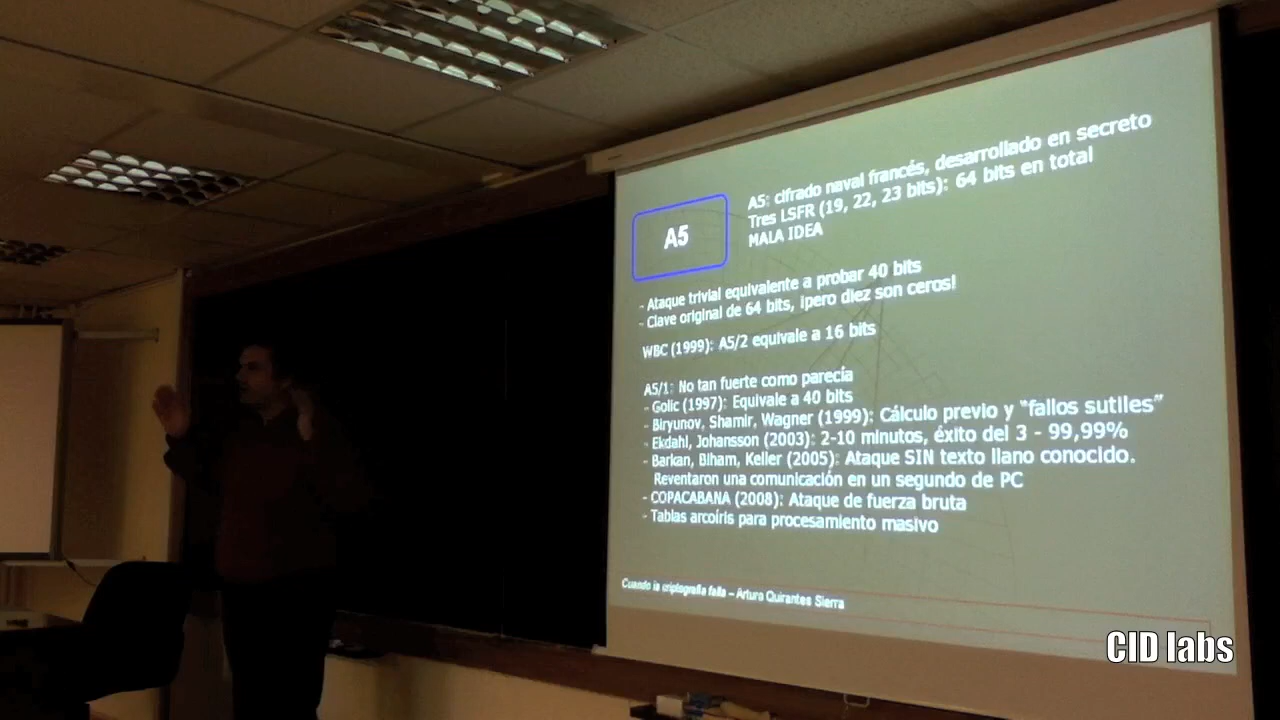 A5
A5: cifrado naval francés, desarrollado en secreto
Tres LSFR (19, 22, 23 bits): 64 bits en total
MALA IDEA
- Ataque trivial equivalente a probar 40 bits
- Clave original de 64 bits, ¡pero diez son ceros!
WBC (1999): A5/2 equivale a 16 bits
A5/1: No tan fuerte como parecía
- Golic (1997): Equivale a 40 bits
- Biryunov, Shamir, Wagner (1999): Cálculo previo y "fallos sutiles"
- Ekdahl, Johansson (2003): 2-10 minutos, éxito del 3 - 99,99%
- Barkan, Biham, Keller (2005): Ataque SIN texto llano conocido.
Reventaron una comunicación en un segundo de PC
- COPACABANA (2008): Ataque de fuerza bruta
- Tablas arcoíris para procesamiento masivo
Cuando la criptografía falla – Arturo Quirantes Sierra
CID labs